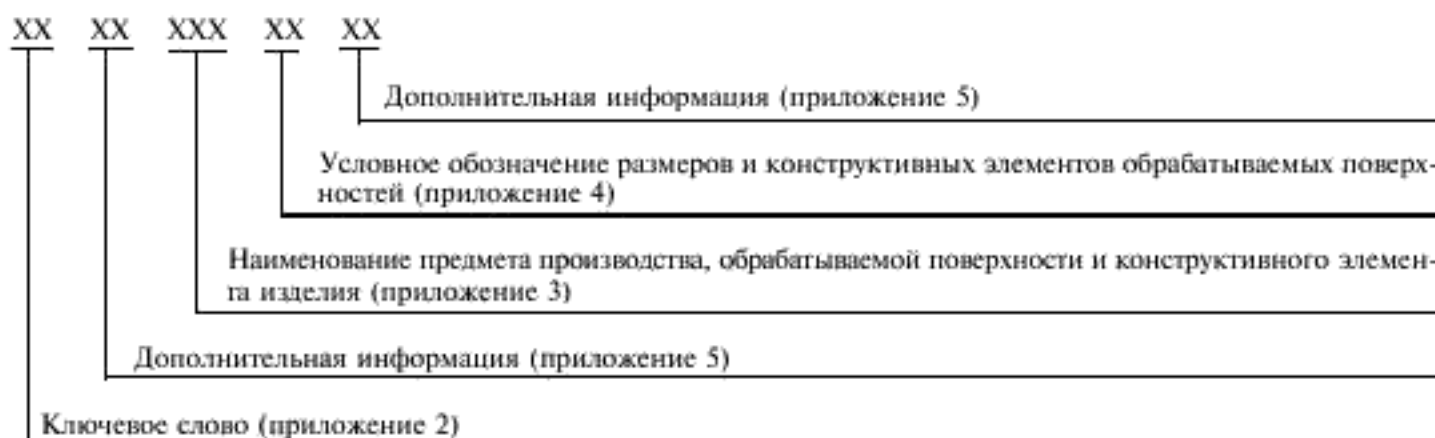 XX XX XXX XX XX
Дополнительная информация (приложение 5)
Условное обозначение размеров и конструктивных элементов обрабатываемых поверх-
ностей (приложение 4)
Наименование предмета производства, обрабатываемой поверхности и конструктивного элемен-
та изделия (приложение 3)
Дополнительная информация (приложение 5)
Ключевое слово (приложение 2)